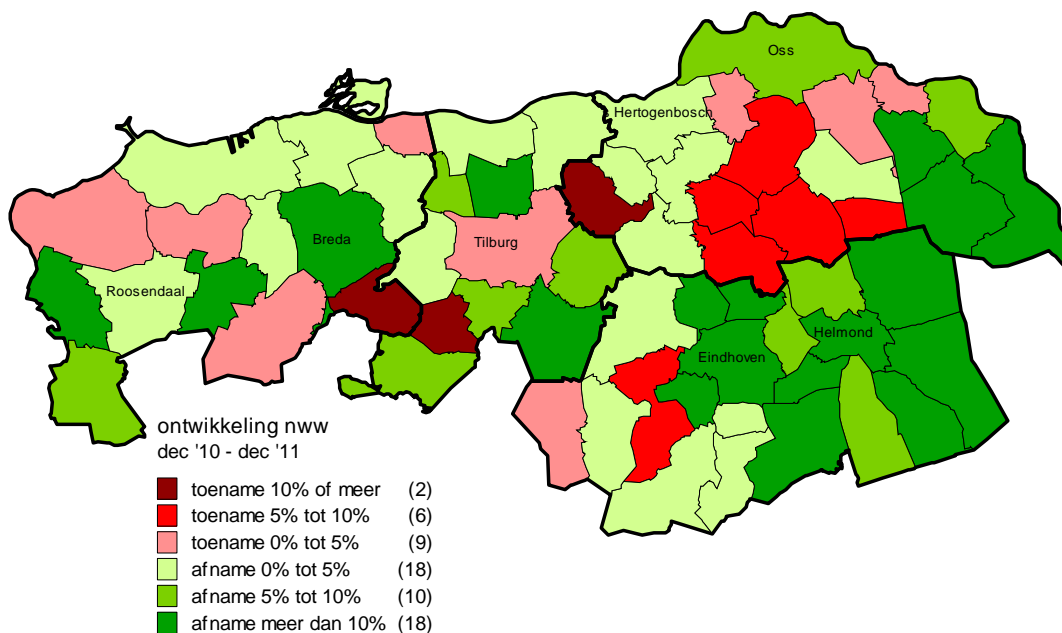 Oss
Hertogenbosch
Breda
Tilburg
Roosendaal
Helmond
Eindhoven
ontwikkeling nww
dec '10 - dec '11
toename 10% of meer (2)
toename 5% tot 10% (6)
toename 0% tot 5% (9)
afname 0% tot 5% (18)
afname 5% tot 10% (10)
afname meer dan 10% (18)